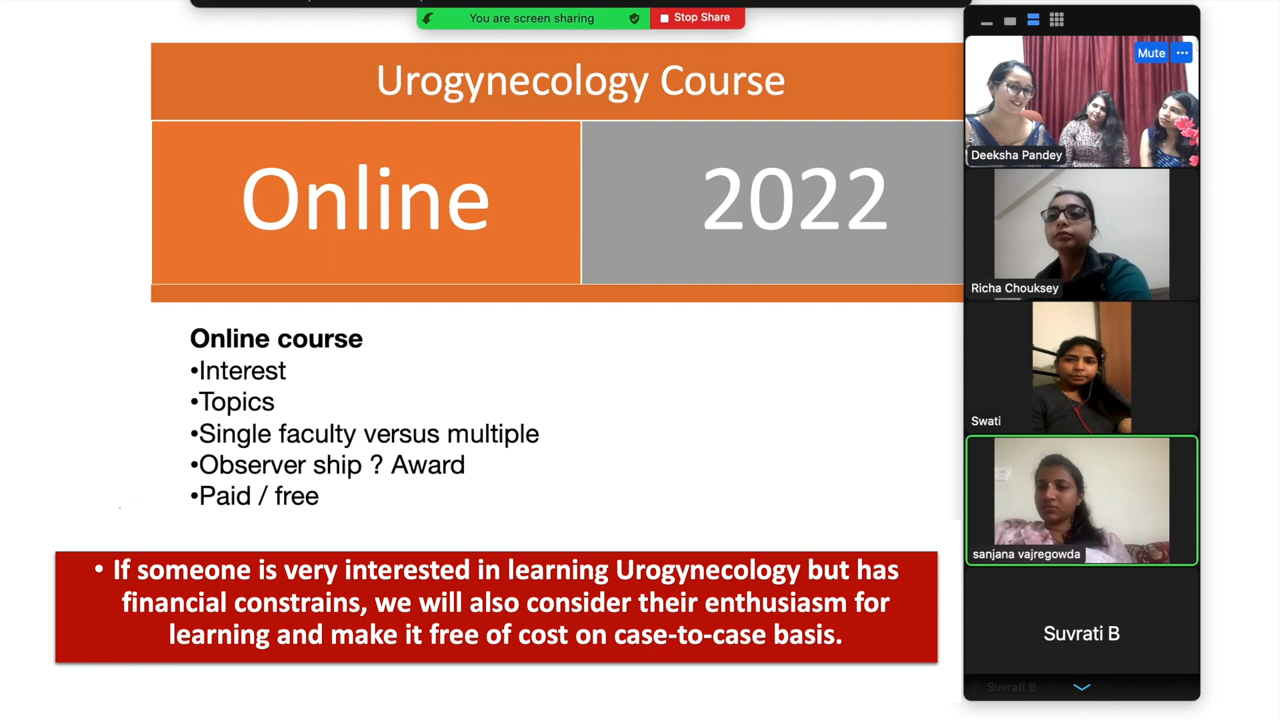 You are screen sharing
Stop Share
Urogynecology Course
Online
2022
Online course
•Interest
•Topics
•Single faculty versus multiple
•Observer ship ? Award
•Paid / free
• If someone is very interested in learning Urogynecology but has
financial constrains, we will also consider their enthusiasm for
learning and make it free of cost on case-to-case basis.
Mute
Deeksha Pandey
Richa Chouksey
Swati
sanjana vajregowda
Suvrati B
Suvrati B